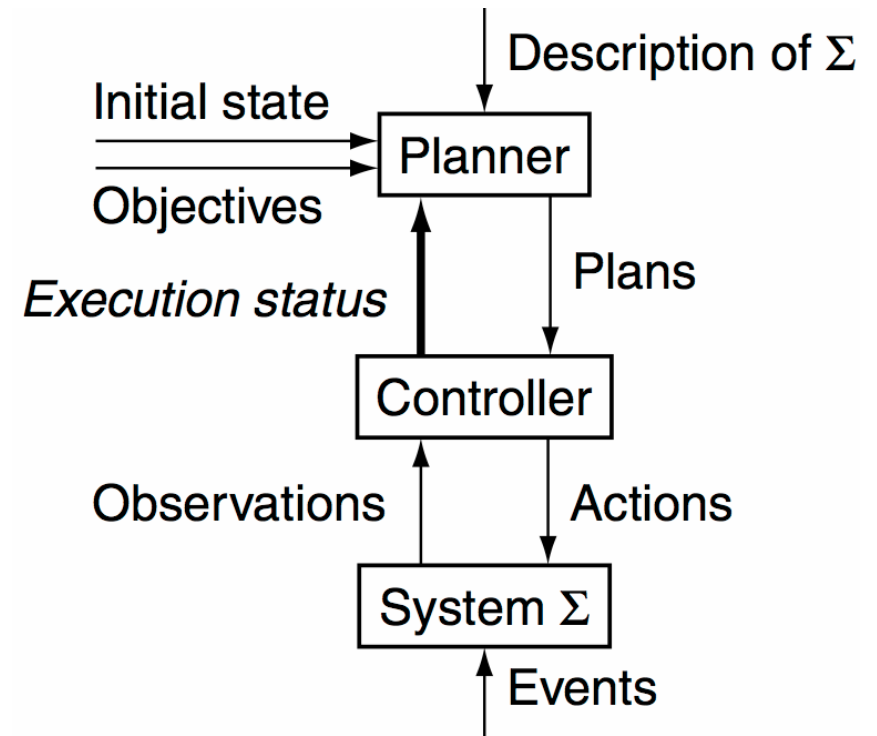 Description of Σ
Initial state
Planner
Objectives
Plans
Execution status
Controller
Observations
Actions
System Σ
Events